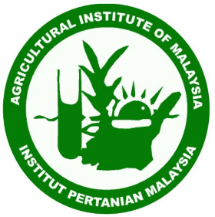 AGRICULTURAL INSTITUTE OF MALAYSIA
INSTITUT PERTANIAN MALAYSIA